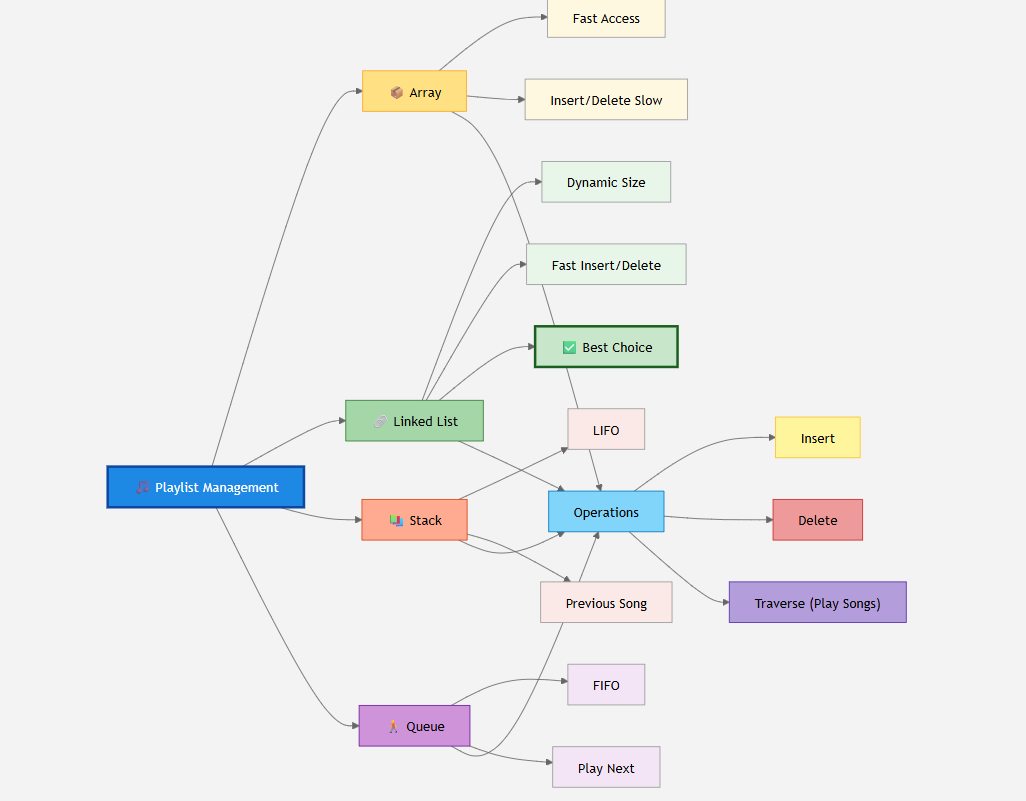 Fast Access
📦 Array
Insert/Delete Slow
Dynamic Size
Fast Insert/Delete
✅ Best Choice
🔗 Linked List
LIFO
Insert
🎵 Playlist Management
Stack
Operations
Delete
Previous Song
Traverse (Play Songs)
FIFO
Queue
Play Next